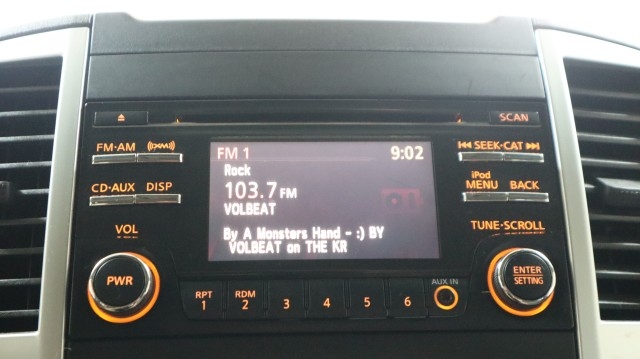 SCAN
FM·AM
SEEK·CAT
CD·AUX DISP
iPod
MENU BACK
VOL
TUNE·SCROLL
PWR
ENTER
SETTING
FM 1 9:02
Rock
103.7 FM
VOLBEAT
By A Monsters Hand - :) BY
VOLBEAT on THE KR
RPT
1
RDM
2
3
4
5
6
AUX IN